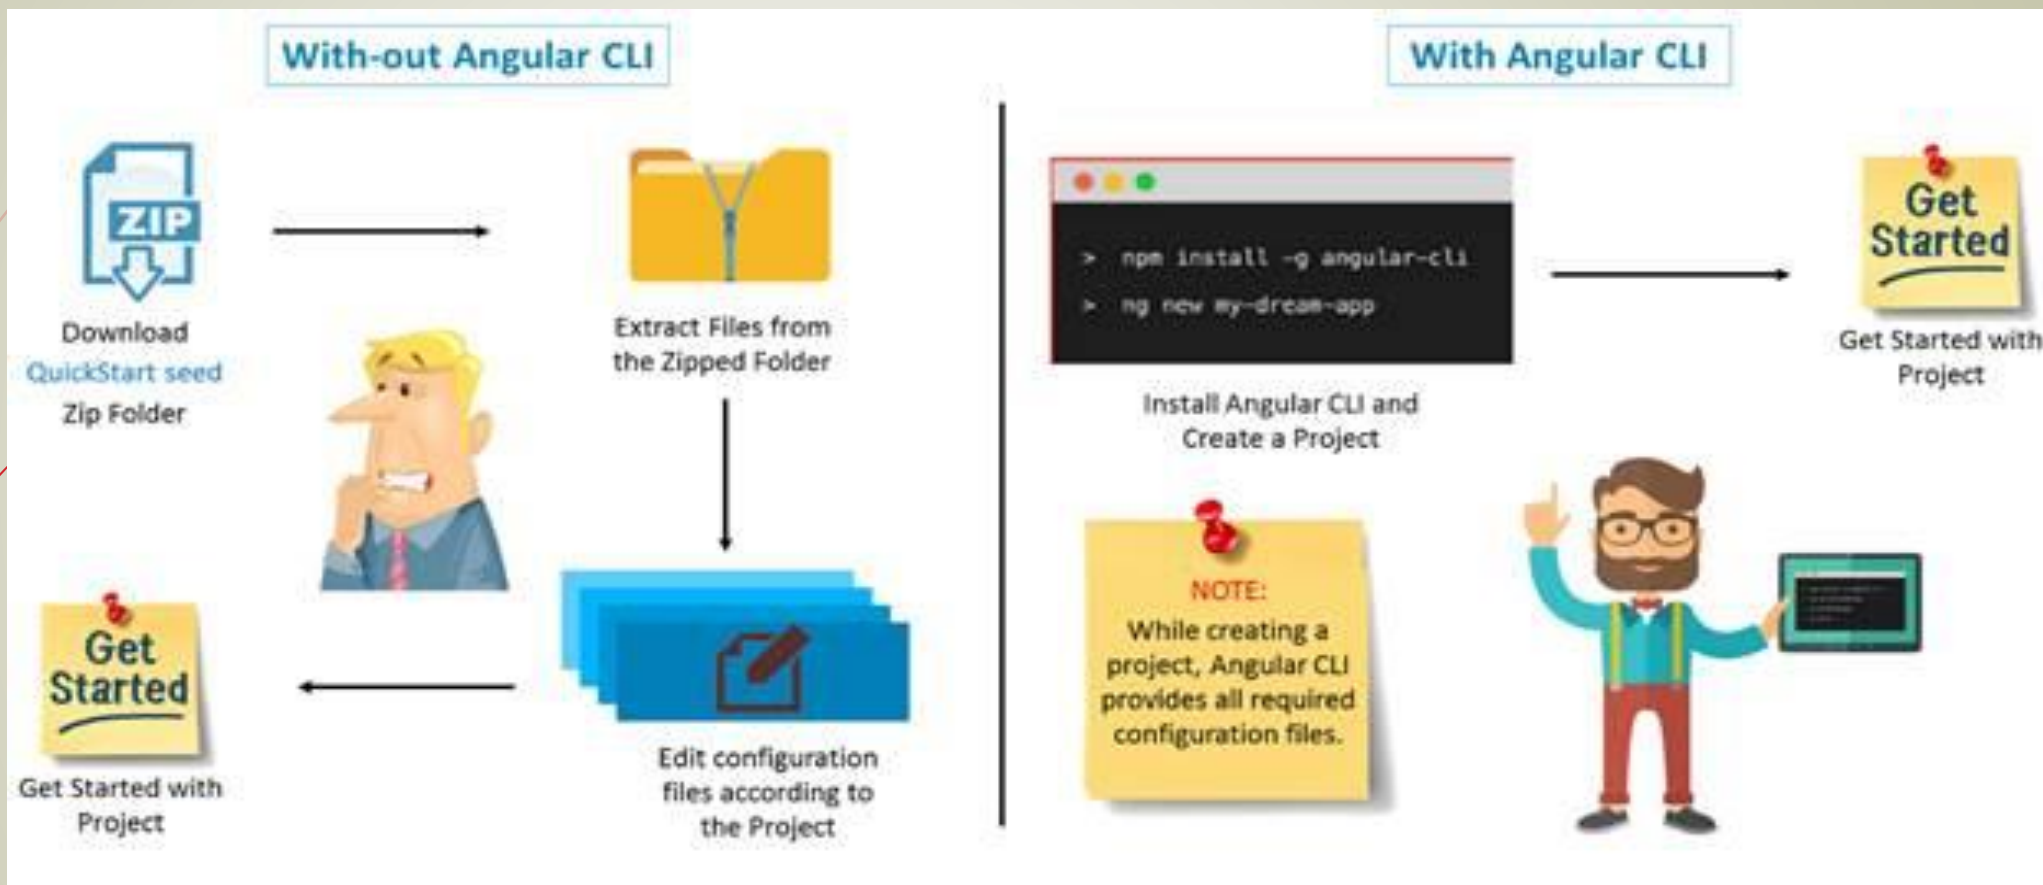 With-out Angular CLI
ZIP
Download
QuickStart seed
Zip Folder
Extract Files from
the Zipped Folder
Edit configuration
files according to
the Project
Get
Started
Get Started with
Project
With Angular CLI
> npm install -g angular-cli
> ng new my-dream-app
Install Angular CLI and
Create a Project
Get
Started
Get Started with
Project
NOTE:
While creating a
project, Angular CLI
provides all required
configuration files.